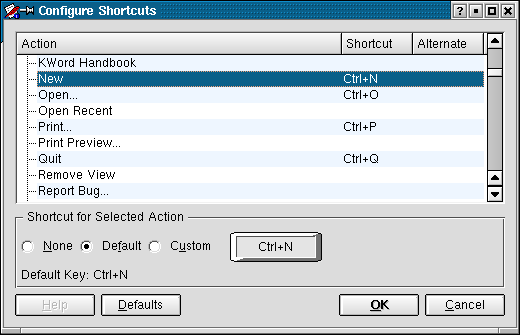 Configure Shortcuts
Action Shortcut Alternate
KWord Handbook
New Ctrl+N
Open... Ctrl+O
Open Recent
Print... Ctrl+P
Print Preview...
Quit Ctrl+Q
Remove View
Report Bug...
Shortcut for Selected Action
None Default Custom Ctrl+N
Default Key: Ctrl+N
Help Defaults OK Cancel